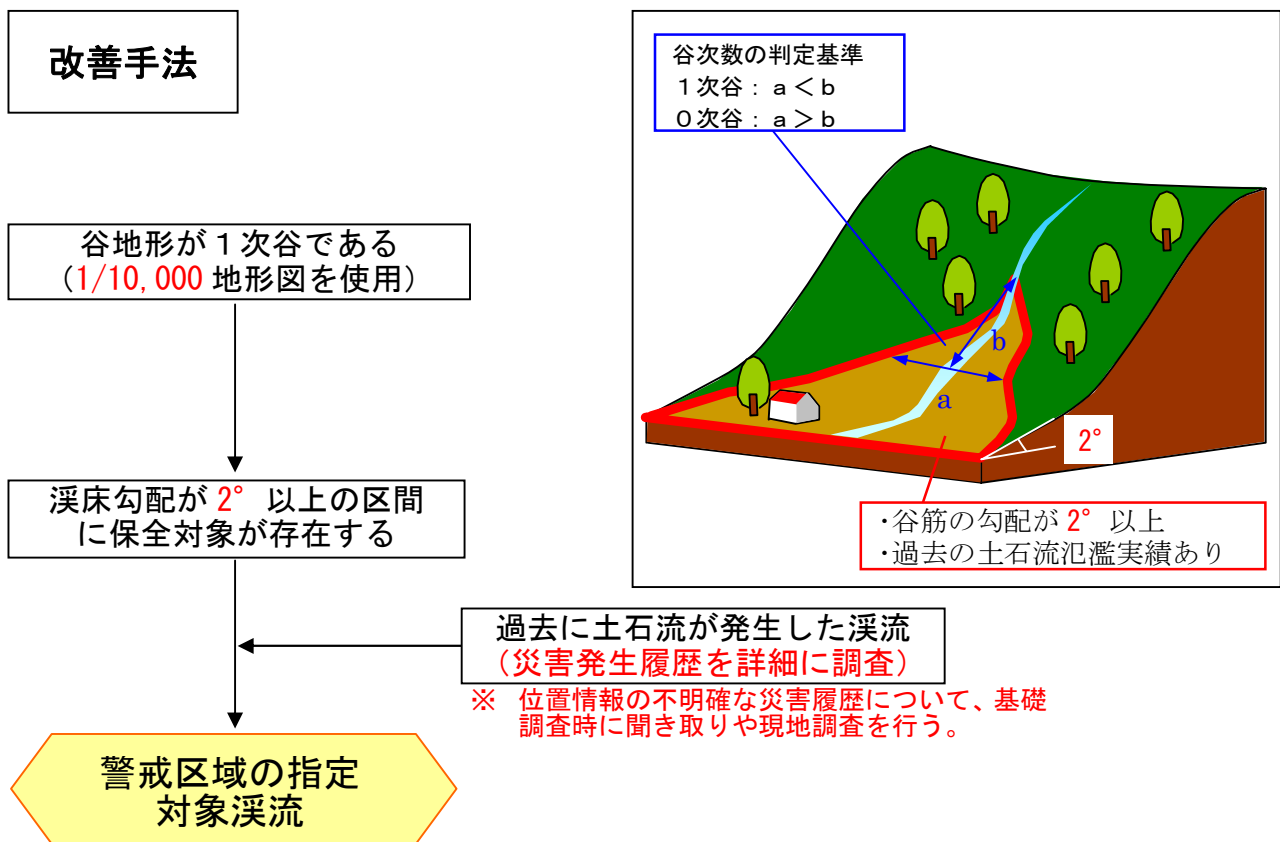 改善手法
谷次数の判定基準
１次谷：ａ＜ｂ
０次谷：ａ＞ｂ
谷地形が１次谷である
（1/10,000 地形図を使用）
b
a
2°
渓床勾配が 2° 以上の区間
に保全対象が存在する
・谷筋の勾配が 2° 以上
・過去の土石流氾濫実績あり
過去に土石流が発生した渓流
（災害発生履歴を詳細に調査）
※　位置情報の不明確な災害履歴について、基礎
調査時に聞き取りや現地調査を行う。
警戒区域の指定
対象渓流